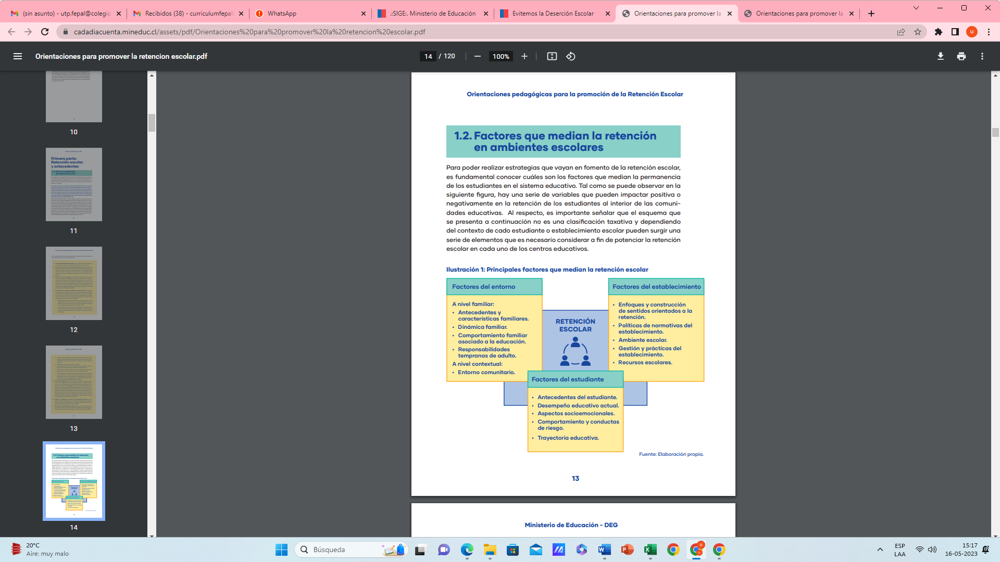 (sin asunto) - utp.fepal@colegio
Recibidos (38) - curriculumfepal
WhatsApp
.:SIGE:. Ministerio de Educación
Evitemos la Deserción Escolar
Orientaciones para promover la
Orientaciones para promover la
cadadiacuenta.mineduc.cl/assets/pdf/Orientaciones%20para%20promover%20la%20retencion%20escolar.pdf
U
Orientaciones para promover la retencion escolar.pdf
14 / 120
100%
10
Primera parte:
Retención escolar
y antecedentes
11
12
13
14
Orientaciones pedagógicas para la promoción de la Retención Escolar
1.2. Factores que median la retención
en ambientes escolares
Para poder realizar estrategias que vayan en fomento de la retención escolar,
es fundamental conocer cuáles son los factores que median la permanencia
de los estudiantes en el sistema educativo. Tal como se puede observar en la
siguiente figura, hay una serie de variables que pueden impactar positiva o
negativamente en la retención de los estudiantes al interior de las comuni-
dades educativas. Al respecto, es importante señalar que el esquema que
se presenta a continuación no es una clasificación taxativa y dependiendo
del contexto de cado estudiante o establecimiento escolar pueden surgir una
serie de elementos que es necesario considerar a fin de potenciar la retención
escolar en cada uno de los centros educativos.
Ilustración 1: Principales factores que median la retención escolar
Factores del entorno
A nivel familiar:
• Antecedentes y
características familiares.
• Dinámica familiar.
• Comportamiento familiar
asociado a la educación.
• Responsabilidades
tempranas de adulto.
A nivel contextual:
• Entorno comunitario.
RETENCIÓN
ESCOLAR
Factores del establecimiento
• Enfoques y construcción
de sentidos orientados a la
retención.
• Políticas de normativas del
establecimiento.
• Ambiente escolar.
• Gestión y prácticas del
establecimiento.
• Recursos escolares.
Factores del estudiante
• Antecedentes del estudiante.
• Desempeño educativo actual.
• Aspectos socioemocionales.
• Comportamiento y conductas
de riesgo.
• Trayectoria educativa.
Fuente: Elaboración propia.
13
Ministerio de Educación - DEG
20°C
Aire: muy malo
Búsqueda
ESP
LAA
15:17
16-05-2023